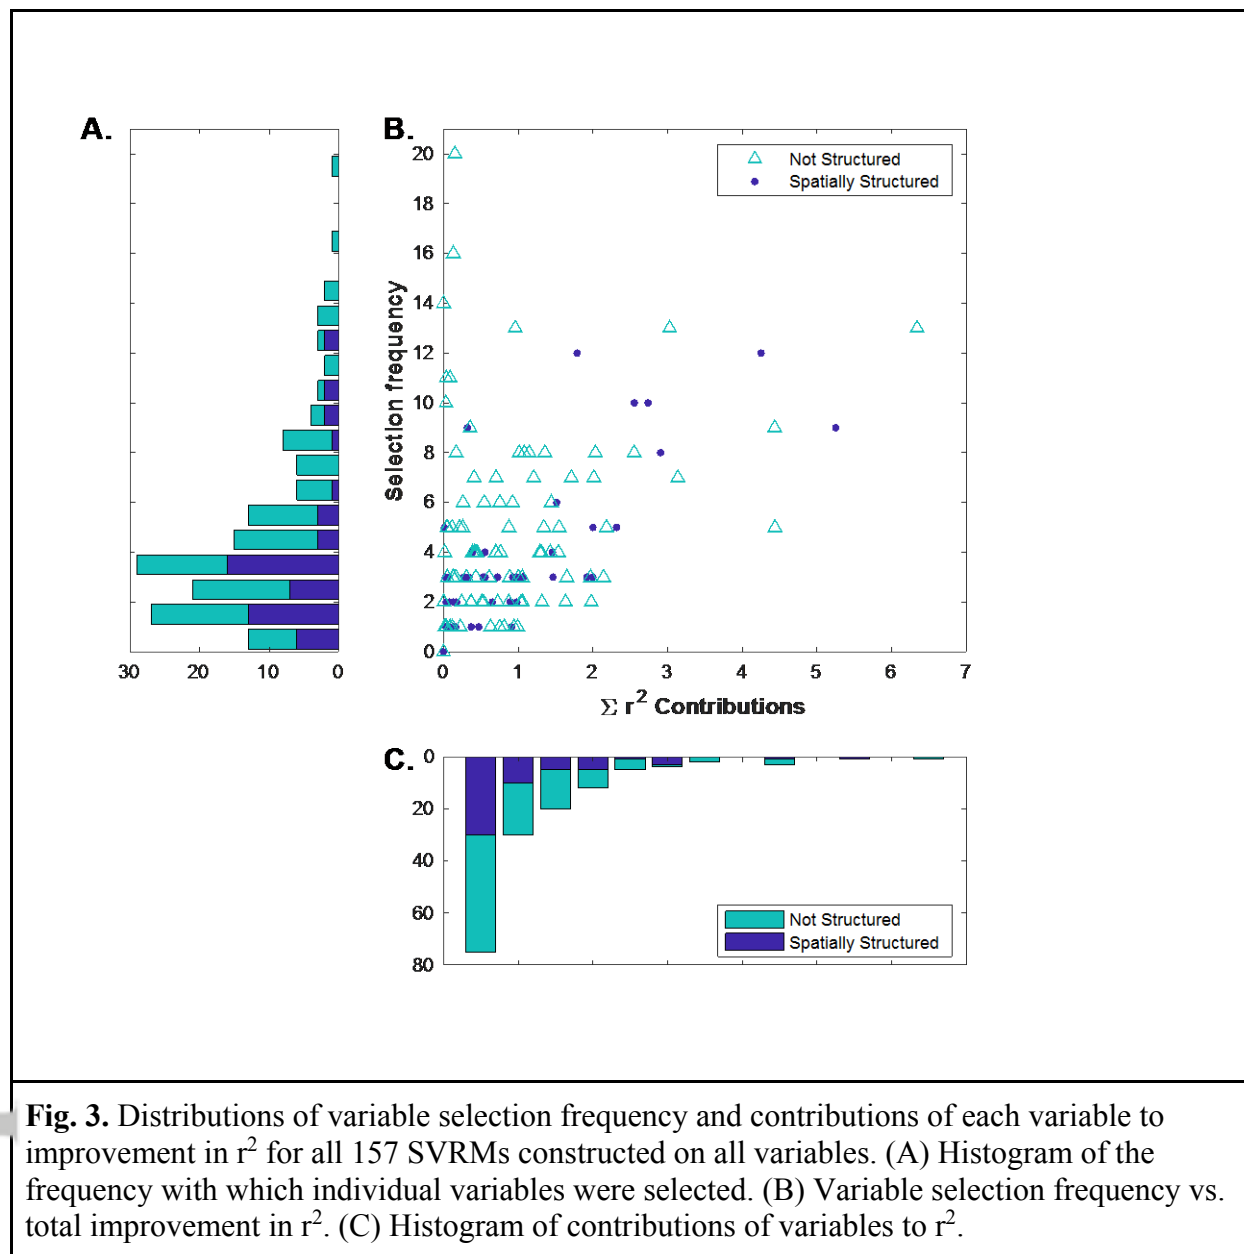 A.
B.
20
18
16
14
12
10
8
6
4
2
0
Selection frequency
Not Structured
Spatially Structured
30 20 10 0
0 1 2 3 4 5 6 7
Σ r² Contributions
C.
0
20
40
60
80
Not Structured
Spatially Structured
Fig. 3. Distributions of variable selection frequency and contributions of each variable to
improvement in r² for all 157 SVRMs constructed on all variables. (A) Histogram of the
frequency with which individual variables were selected. (B) Variable selection frequency vs.
total improvement in r². (C) Histogram of contributions of variables to r².